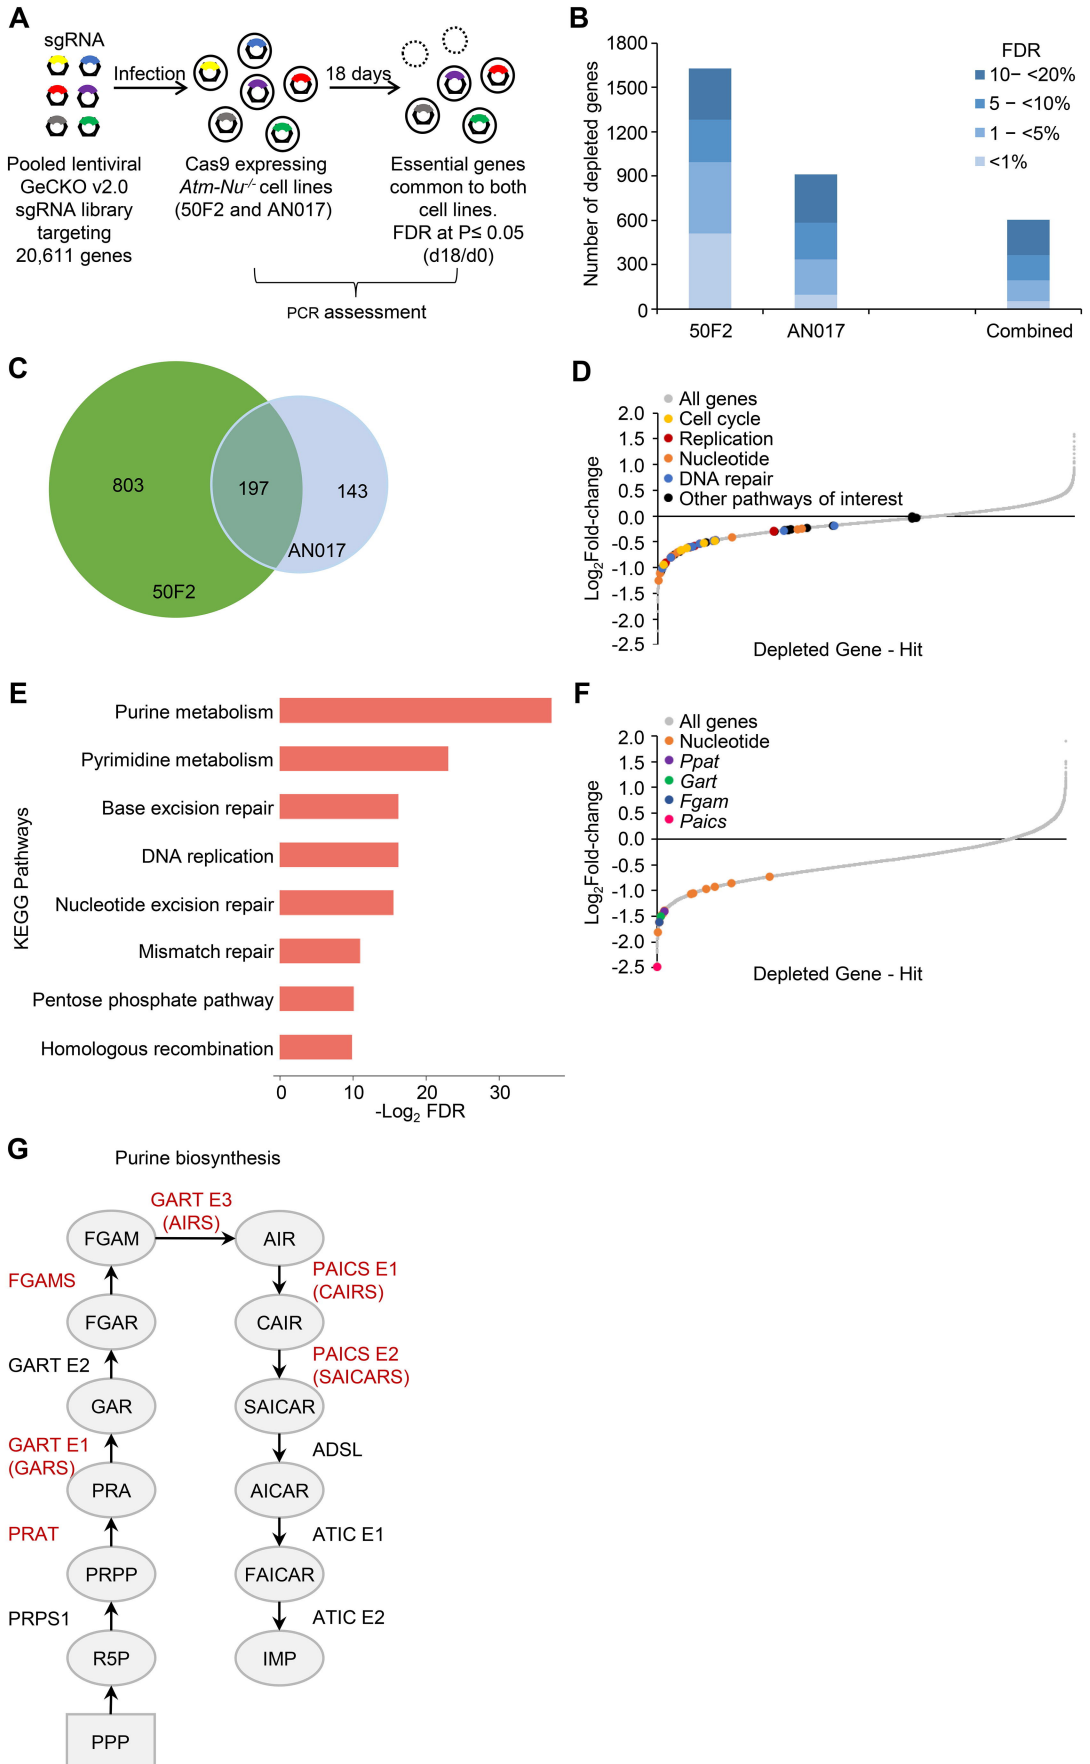 A
sgRNA
Infection
18 days
Pooled lentiviral
GeCKO v2.0
sgRNA library
targeting
20,611 genes
Cas9 expressing
Atm-Nu-/- cell lines
(50F2 and AN017)
Essential genes
common to both
cell lines.
FDR at P≤ 0.05
(d18/d0)
PCR assessment
B
Number of depleted genes
1800
1500
1200
900
600
300
0
50F2
AN017
Combined
FDR
10− <20%
5 − <10%
1 − <5%
<1%
C
803
197
143
AN017
50F2
D
Log2Fold-change
2.0
1.5
1.0
0.5
0.0
-0.5
-1.0
-1.5
-2.0
-2.5
All genes
Cell cycle
Replication
Nucleotide
DNA repair
Other pathways of interest
Depleted Gene - Hit
E
KEGG Pathways
Purine metabolism
Pyrimidine metabolism
Base excision repair
DNA replication
Nucleotide excision repair
Mismatch repair
Pentose phosphate pathway
Homologous recombination
0
10
20
30
-Log2 FDR
F
Log2Fold-change
2.0
1.5
1.0
0.5
0.0
-0.5
-1.0
-1.5
-2.0
-2.5
All genes
Nucleotide
Ppat
Gart
Fgam
Paics
Depleted Gene - Hit
G
Purine biosynthesis
GART E3
(AIRS)
FGAM
AIR
FGAMS
PAICS E1
(CAIRS)
FGAR
CAIR
GART E2
PAICS E2
(SAICARS)
GAR
SAICAR
GART E1
(GARS)
ADSL
PRA
AICAR
PRAT
ATIC E1
PRPP
FAICAR
PRPS1
ATIC E2
R5P
IMP
PPP